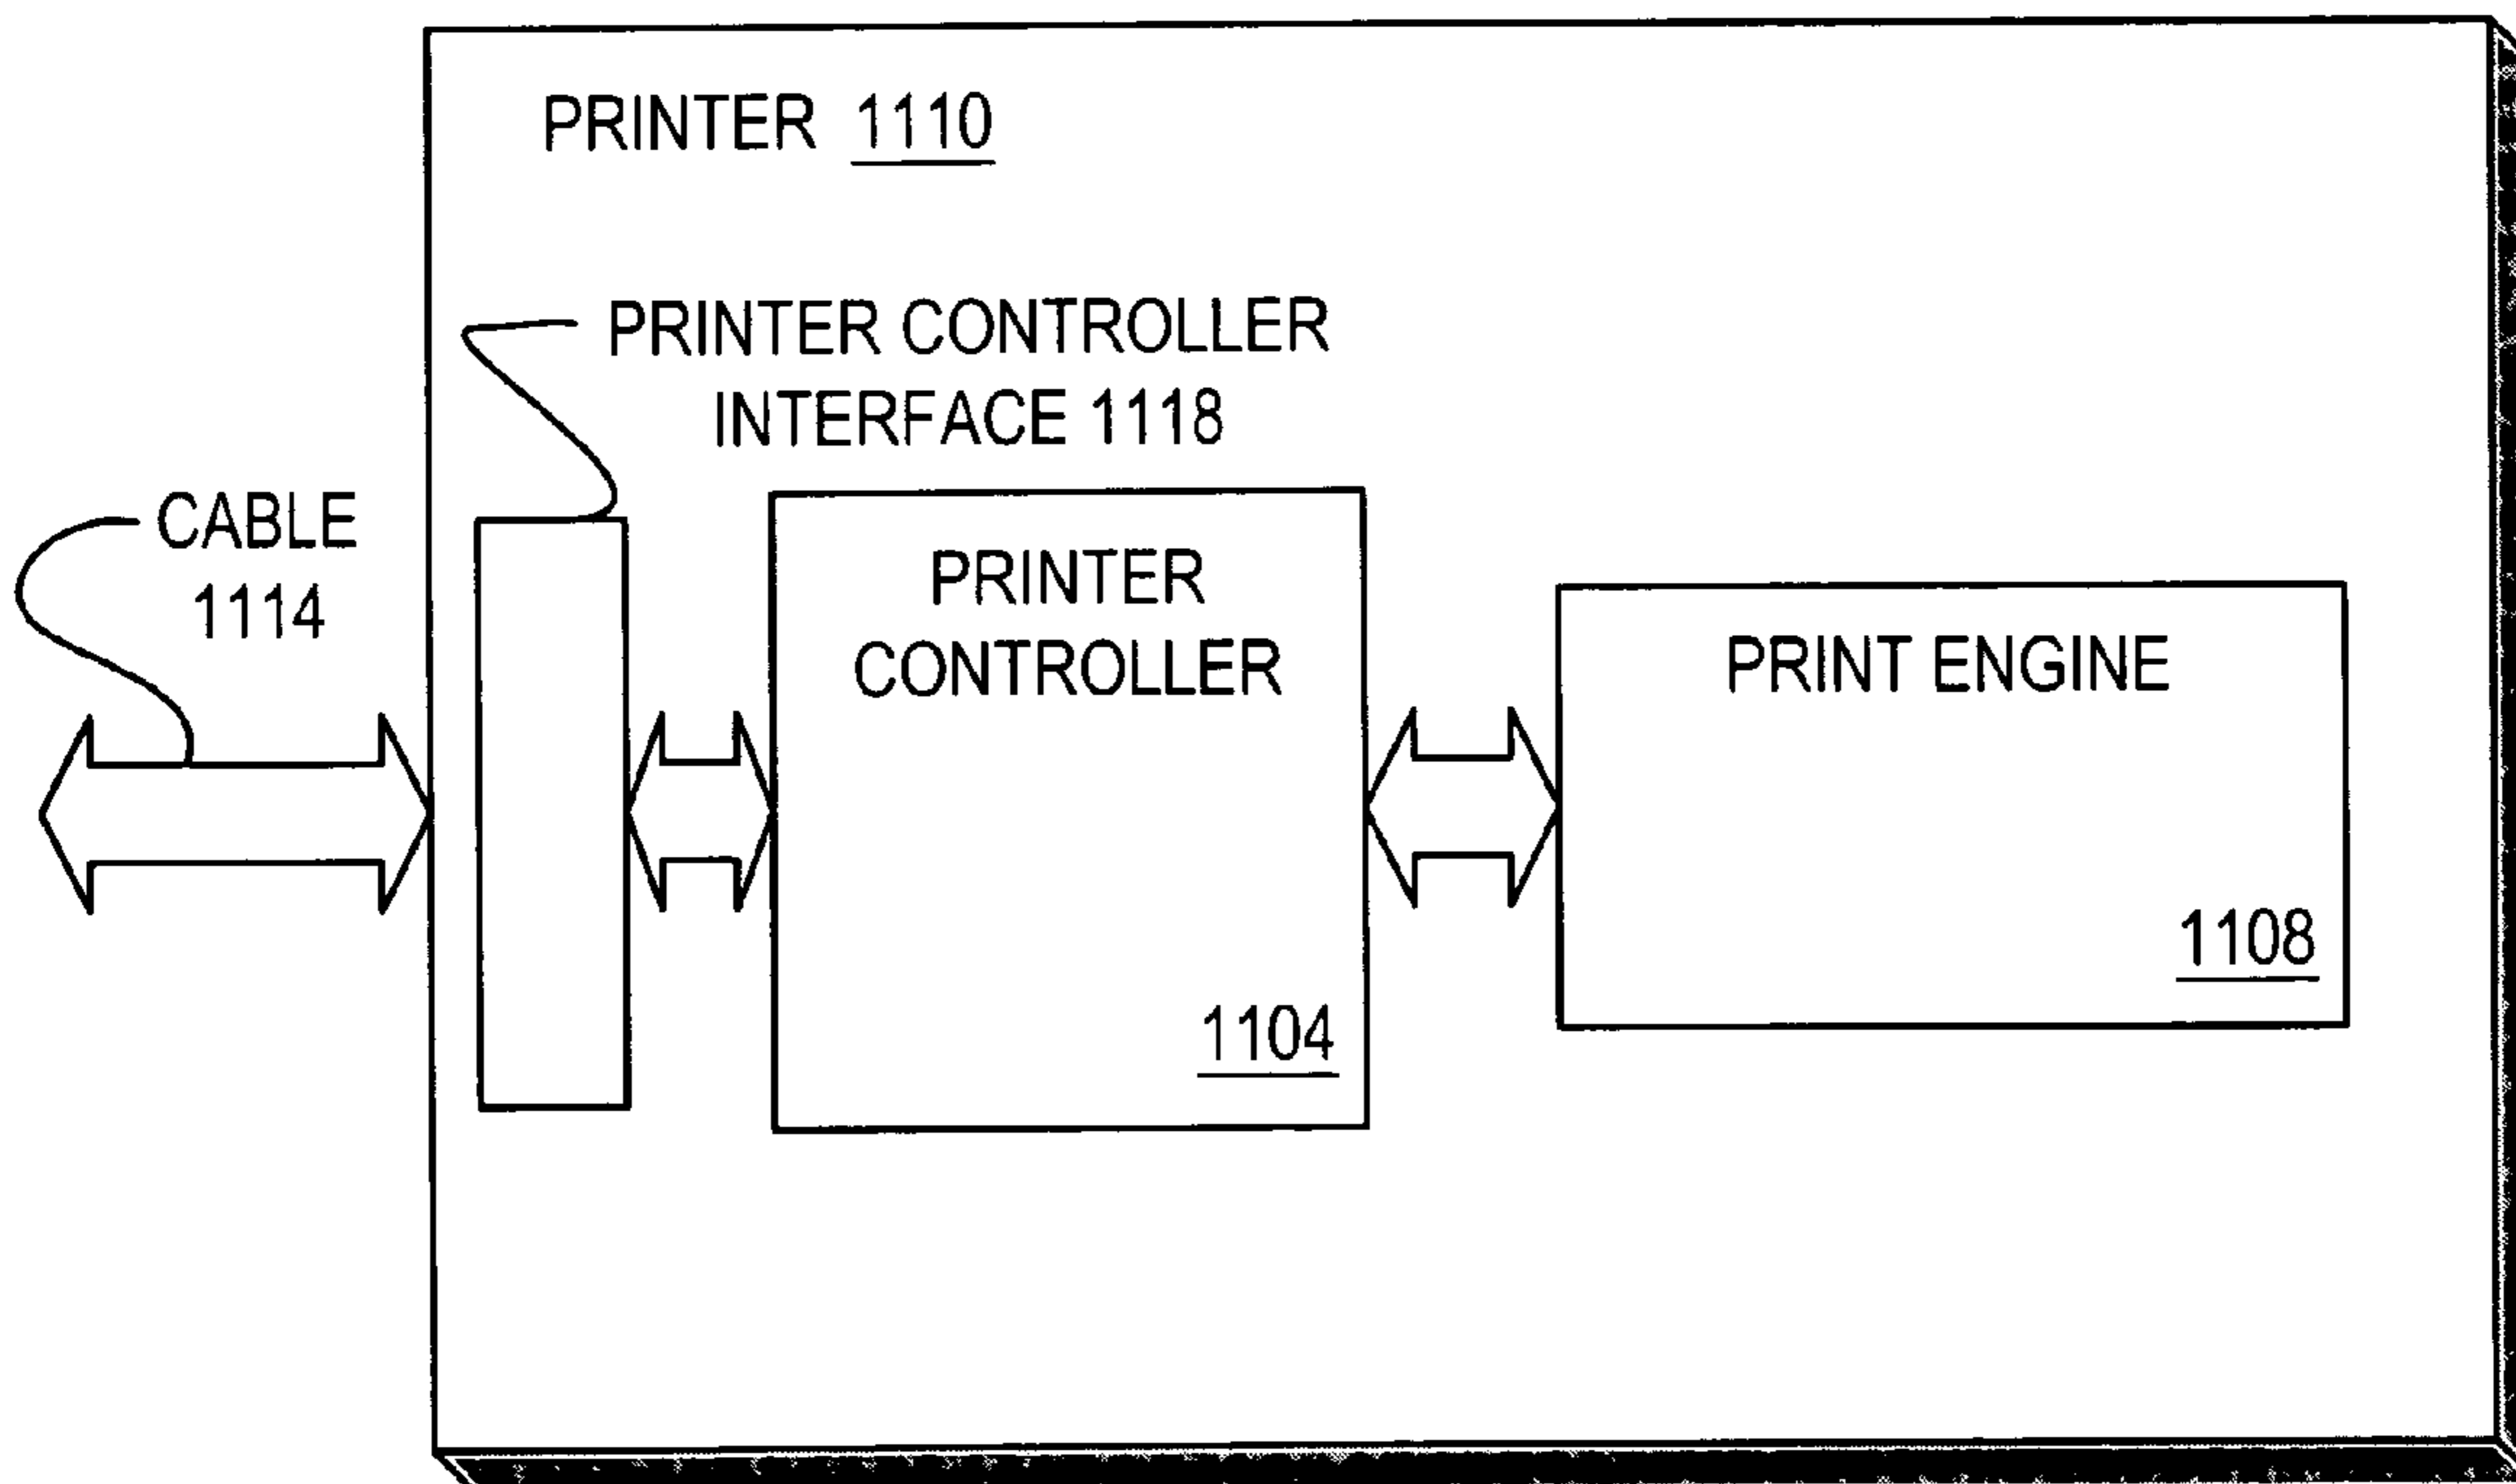 PRINTER 1110
PRINTER CONTROLLER
INTERFACE 1118
CABLE
1114
PRINTER
CONTROLLER
1104
PRINT ENGINE
1108